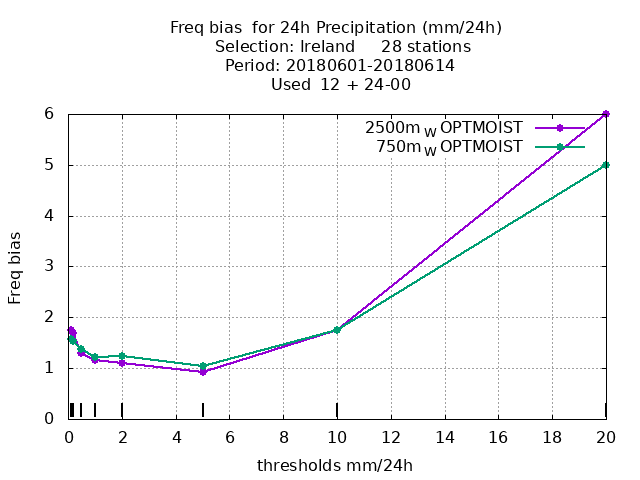 Freq bias  for 24h Precipitation (mm/24h)
Selection: Ireland     28 stations
Period: 20180601-20180614
Used  12 + 24-00
2500m W OPTMOIST
750m W OPTMOIST
6
5
4
3
2
1
0
Freq bias
0 2 4 6 8 10 12 14 16 18 20
thresholds mm/24h